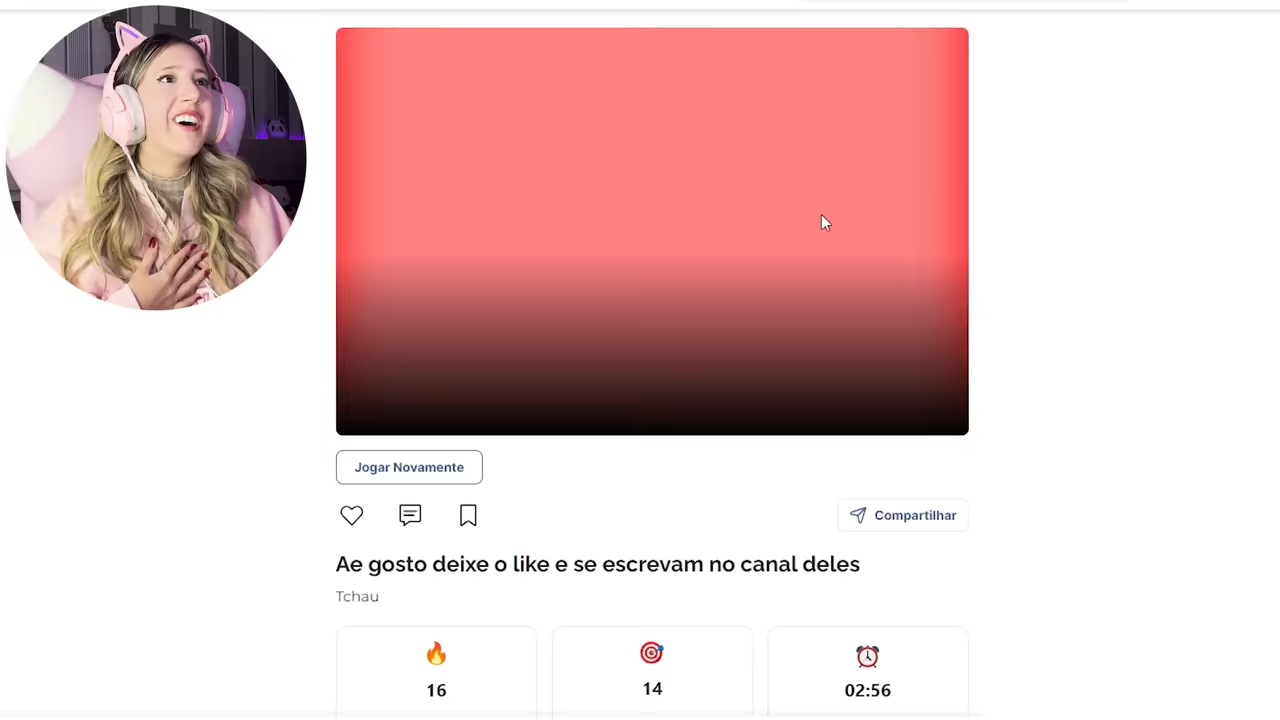 Jogar Novamente
Compartilhar
Ae gosto deixe o like e se escrevam no canal deles
Tchau
16
14
02:56